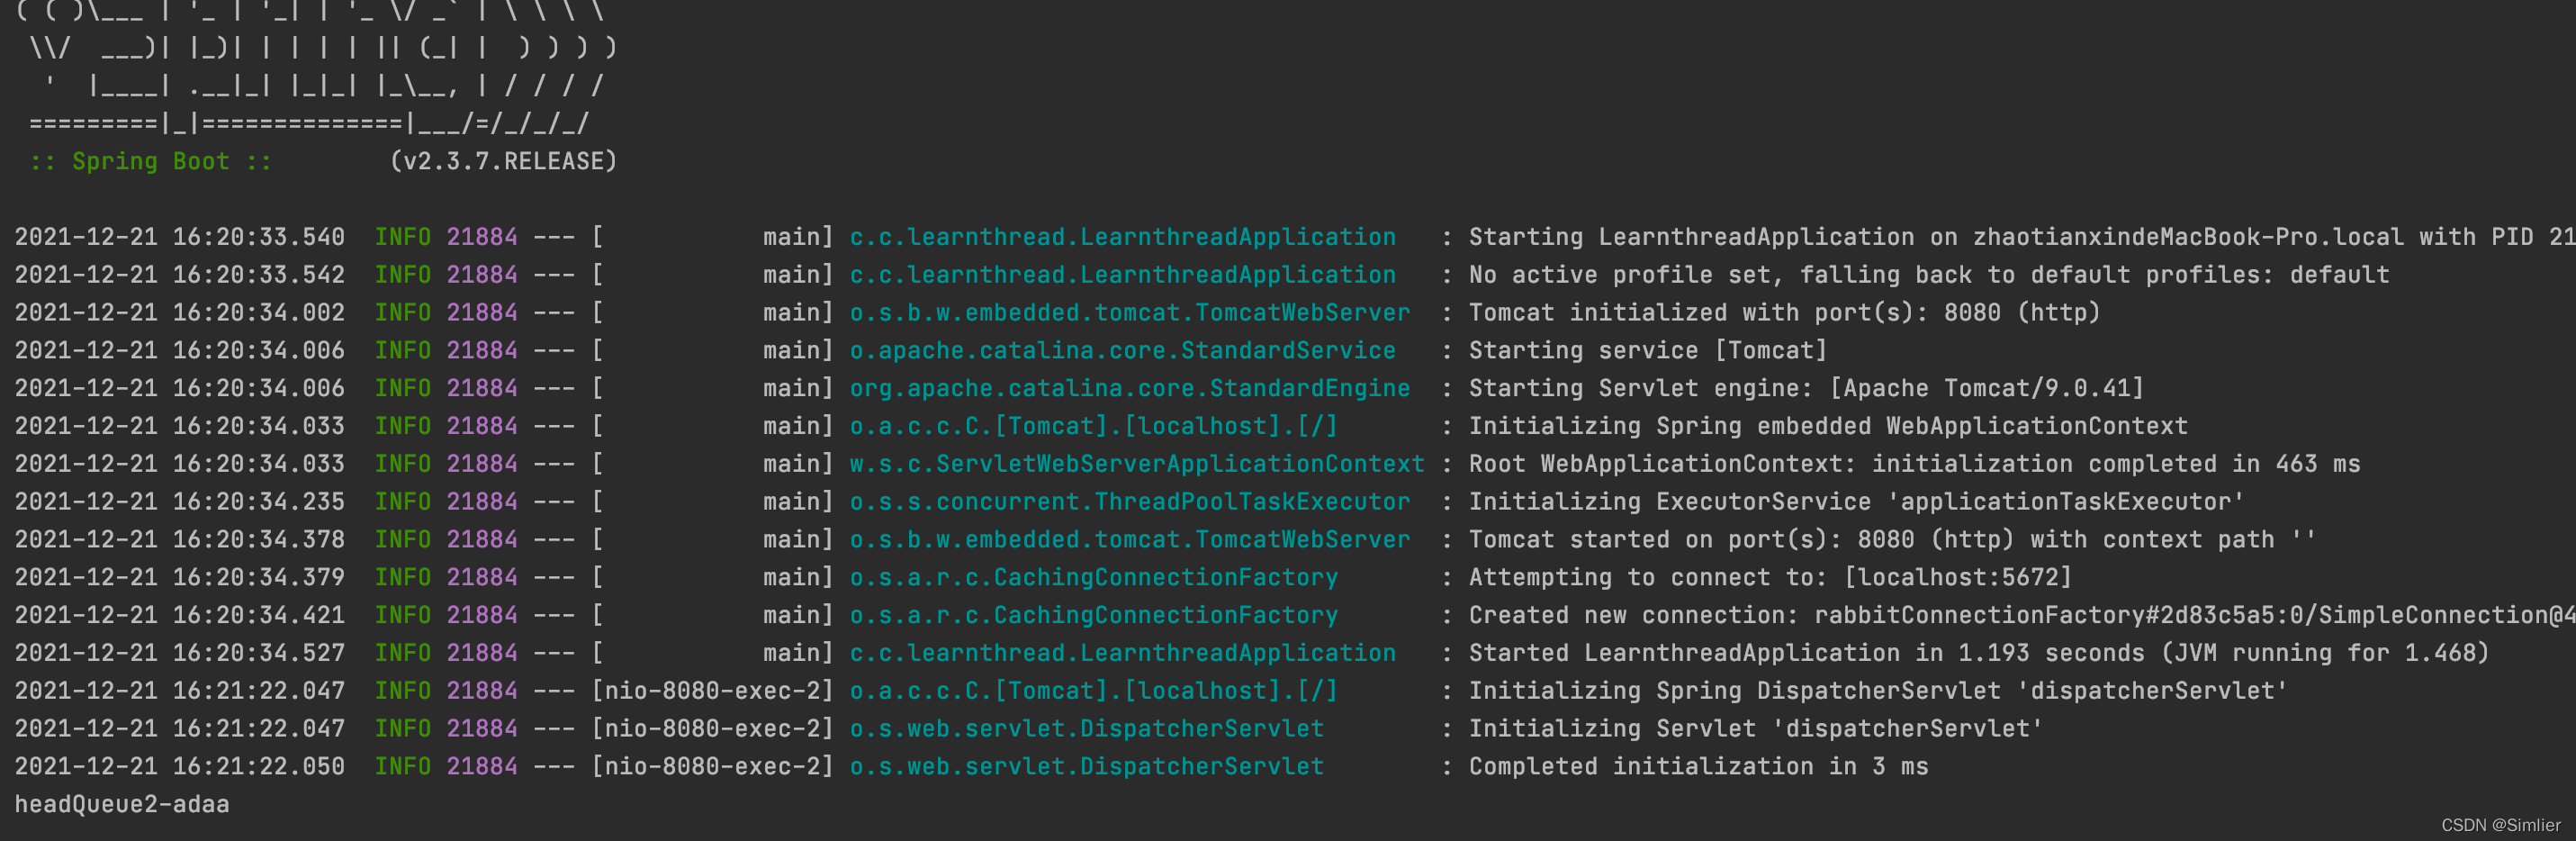 ( ( )\___ | '_ | '_| | '_ \/ _` | \ \ \ \
 \\/  ___)| |_)| | | | | || (_| |  ) ) ) )
  '  |____| .__|_| |_|_| |_\__, | / / / /
 =========|_|==============|___/=/_/_/_/
 :: Spring Boot ::        (v2.3.7.RELEASE)
2021-12-21 16:20:33.540  INFO 21884 --- [           main] c.c.learnthread.LearnthreadApplication   : Starting LearnthreadApplication on zhaotianxindeMacBook-Pro.local with PID 21
2021-12-21 16:20:33.542  INFO 21884 --- [           main] c.c.learnthread.LearnthreadApplication   : No active profile set, falling back to default profiles: default
2021-12-21 16:20:34.002  INFO 21884 --- [           main] o.s.b.w.embedded.tomcat.TomcatWebServer  : Tomcat initialized with port(s): 8080 (http)
2021-12-21 16:20:34.006  INFO 21884 --- [           main] o.apache.catalina.core.StandardService   : Starting service [Tomcat]
2021-12-21 16:20:34.006  INFO 21884 --- [           main] org.apache.catalina.core.StandardEngine  : Starting Servlet engine: [Apache Tomcat/9.0.41]
2021-12-21 16:20:34.033  INFO 21884 --- [           main] o.a.c.c.C.[Tomcat].[localhost].[/]       : Initializing Spring embedded WebApplicationContext
2021-12-21 16:20:34.033  INFO 21884 --- [           main] w.s.c.ServletWebServerApplicationContext : Root WebApplicationContext: initialization completed in 463 ms
2021-12-21 16:20:34.235  INFO 21884 --- [           main] o.s.s.concurrent.ThreadPoolTaskExecutor  : Initializing ExecutorService 'applicationTaskExecutor'
2021-12-21 16:20:34.378  INFO 21884 --- [           main] o.s.b.w.embedded.tomcat.TomcatWebServer  : Tomcat started on port(s): 8080 (http) with context path ''
2021-12-21 16:20:34.379  INFO 21884 --- [           main] o.s.a.r.c.CachingConnectionFactory       : Attempting to connect to: [localhost:5672]
2021-12-21 16:20:34.421  INFO 21884 --- [           main] o.s.a.r.c.CachingConnectionFactory       : Created new connection: rabbitConnectionFactory#2d83c5a5:0/SimpleConnection@4
2021-12-21 16:20:34.527  INFO 21884 --- [           main] c.c.learnthread.LearnthreadApplication   : Started LearnthreadApplication in 1.193 seconds (JVM running for 1.468)
2021-12-21 16:21:22.047  INFO 21884 --- [nio-8080-exec-2] o.a.c.c.C.[Tomcat].[localhost].[/]       : Initializing Spring DispatcherServlet 'dispatcherServlet'
2021-12-21 16:21:22.047  INFO 21884 --- [nio-8080-exec-2] o.s.web.servlet.DispatcherServlet        : Initializing Servlet 'dispatcherServlet'
2021-12-21 16:21:22.050  INFO 21884 --- [nio-8080-exec-2] o.s.web.servlet.DispatcherServlet        : Completed initialization in 3 ms
headQueue2-adaa
CSDN @Simlier